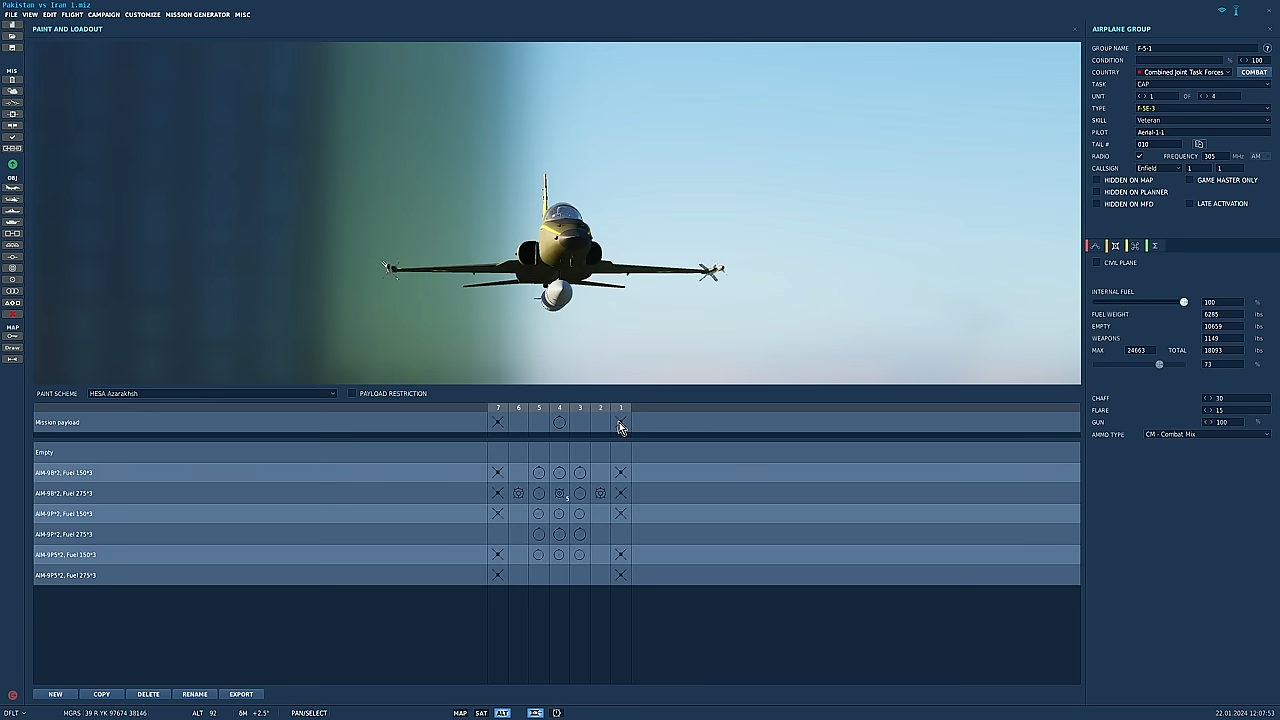 Pakistan vs Iran 1.miz
FILE VIEW EDIT FLIGHT CAMPAIGN CUSTOMIZE MISSION GENERATOR MISC
PAINT AND LOADOUT
AIRPLANE GROUP
GROUP NAME F-5-1 ?
CONDITION % < > 100
COUNTRY Combined Joint Task Forces COMBAT
TASK CAP
UNIT < > 1 OF < > 4
TYPE F-5E-3
SKILL Veteran
PILOT Aerial-1-1
TAIL # 010
RADIO FREQUENCY 305 MHz AM
CALLSIGN Enfield 1 1
HIDDEN ON MAP GAME MASTER ONLY
HIDDEN ON PLANNER
HIDDEN ON MFD LATE ACTIVATION
CIVIL PLANE
INTERNAL FUEL 100 %
FUEL WEIGHT 6285 lbs
EMPTY 10659 lbs
WEAPONS 1149 lbs
MAX 24663 TOTAL 18093 lbs
73 %
CHAFF < > 30
FLARE < > 15
GUN < > 100 %
AMMO TYPE CM - Combat Mix
MIS
OBJ
MAP
Draw
PAINT SCHEME HESA Azarakhsh PAYLOAD RESTRICTION
7 6 5 4 3 2 1
Mission payload
Empty
AIM-9B*2, Fuel 150*3
AIM-9B*2, Fuel 275*3
5
AIM-9P*2, Fuel 150*3
AIM-9P*2, Fuel 275*3
AIM-9P5*2, Fuel 150*3
AIM-9P5*2, Fuel 275*3
NEW COPY DELETE RENAME EXPORT
DFLT MGRS 39 R YK 97674 38146 ALT 92 δM +2.5° PAN/SELECT MAP SAT ALT 22.01.2024 12:07:53